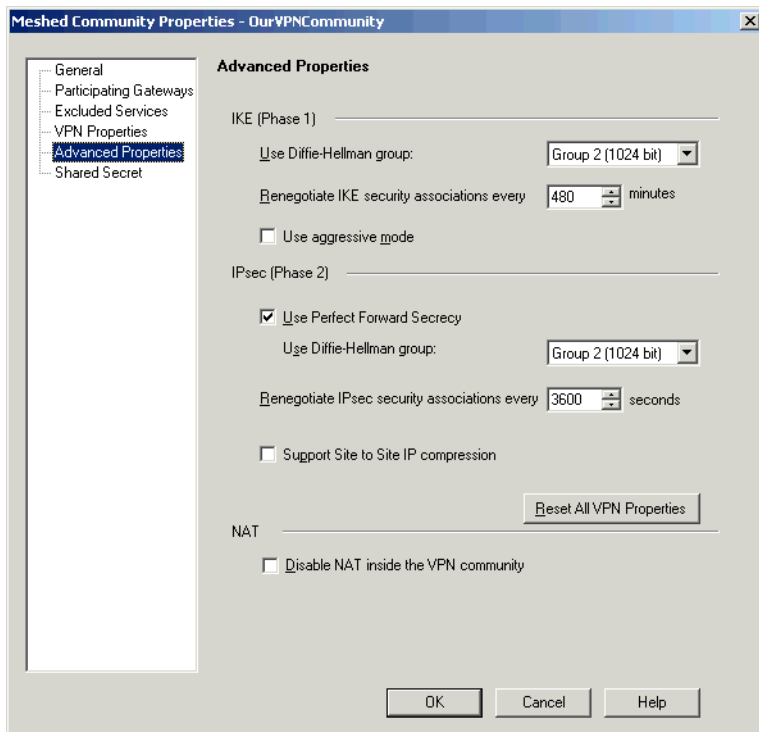 Meshed Community Properties - OurVPNCommunity
General
Participating Gateways
Excluded Services
VPN Properties
Advanced Properties
Shared Secret
Advanced Properties
IKE (Phase 1)
Use Diffie-Hellman group: Group 2 (1024 bit)
Renegotiate IKE security associations every 480 minutes
Use aggressive mode
IPsec (Phase 2)
Use Perfect Forward Secrecy
Use Diffie-Hellman group: Group 2 (1024 bit)
Renegotiate IPsec security associations every 3600 seconds
Support Site to Site IP compression
Reset All VPN Properties
NAT
Disable NAT inside the VPN community
OK Cancel Help